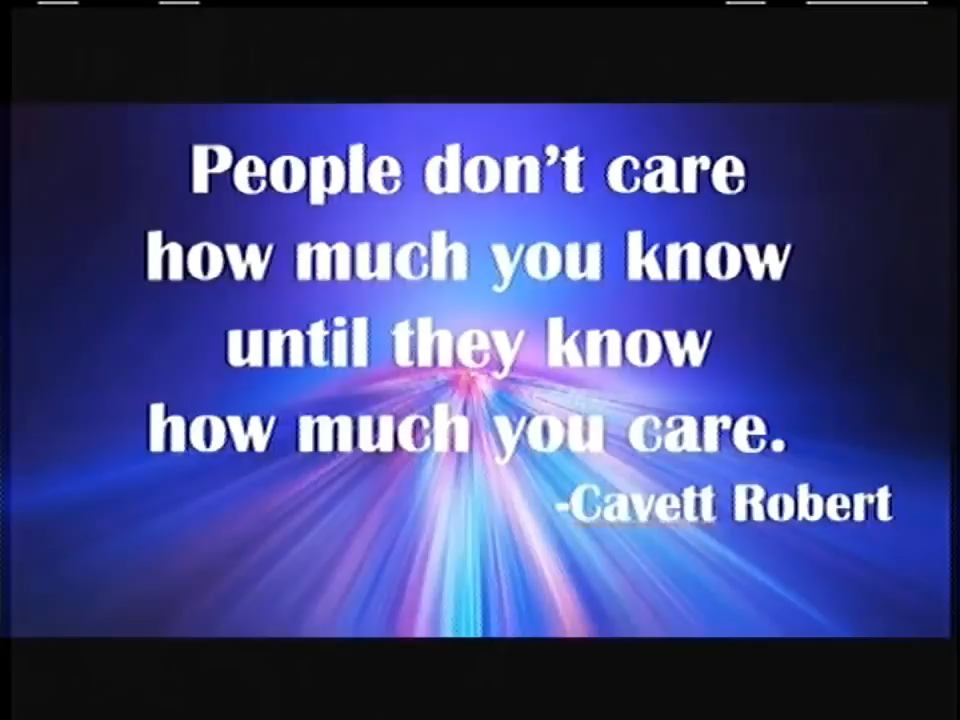 People don't care
how much you know
until they know
how much you care.
-Cavett Robert